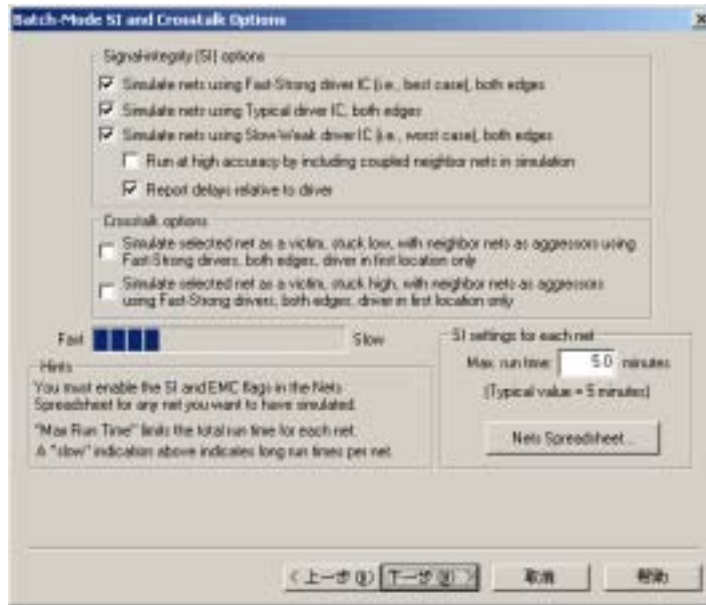 Batch-Mode SI and Crosstalk Options
Signal-integrity (SI) options
Simulate nets using Fast-Strong driver IC (i.e., best case), both edges
Simulate nets using Typical driver IC, both edges
Simulate nets using Slow-Weak driver IC (i.e., worst case), both edges
Run at high accuracy by including coupled neighbor nets in simulation
Report delays relative to driver
Crosstalk options
Simulate selected net as a victim, stuck low, with neighbor nets as aggressors using
Fast-Strong drivers, both edges, driver in first location only
Simulate selected net as a victim, stuck high, with neighbor nets as aggressors
using Fast-Strong drivers, both edges, driver in first location only
Fast
Slow
Hints
You must enable the SI and EMC flags in the Nets
Spreadsheet for any net you want to have simulated.
"Max Run Time" limits the total run time for each net.
A "slow" indication above indicates long run times per net.
SI settings for each net
Max. run time: 5.0 minutes
(Typical value = 5 minutes)
Nets Spreadsheet...
< 上一步(B) 下一步(N) > 取消 帮助